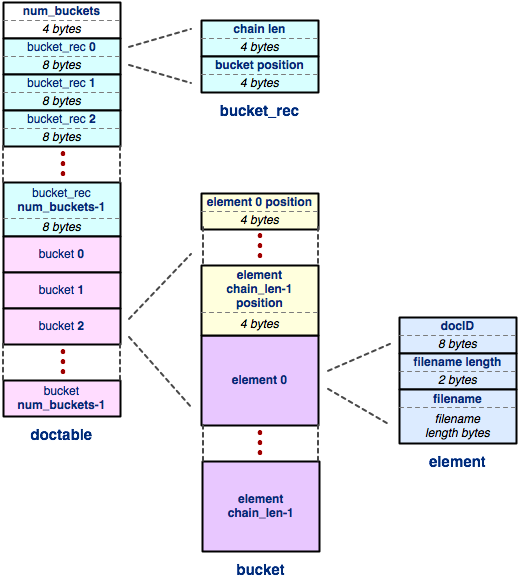 num_buckets
4 bytes
bucket_rec 0
8 bytes
bucket_rec 1
8 bytes
bucket_rec 2
8 bytes
bucket_rec
num_buckets-1
8 bytes
bucket 0
bucket 1
bucket 2
bucket
num_buckets-1
doctable
chain len
4 bytes
bucket position
4 bytes
bucket_rec
element 0 position
4 bytes
element
chain_len-1
position
4 bytes
element 0
element
chain_len-1
bucket
docID
8 bytes
filename length
2 bytes
filename
filename
length bytes
element